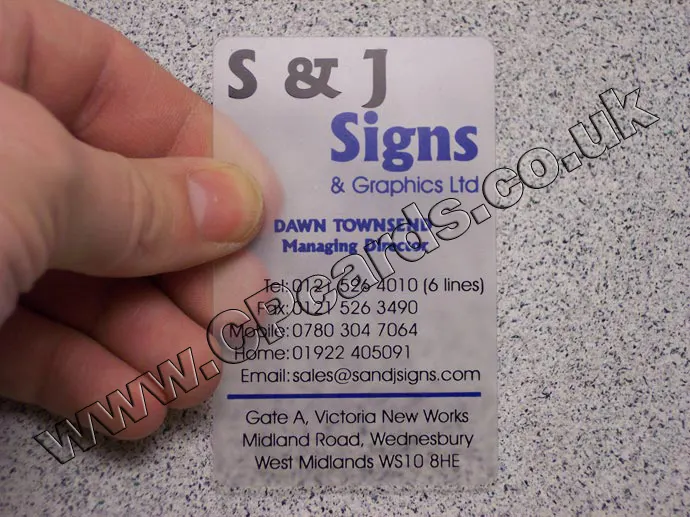 S & J
Signs
& Graphics Ltd
DAWN TOWNSEND
Managing Director
Tel: 0121 526 4010 (6 lines)
Fax: 0121 526 3490
Mobile: 0780 304 7064
Home: 01922 405091
Email: sales@sandjsigns.com
Gate A, Victoria New Works
Midland Road, Wednesbury
West Midlands WS10 8HE
www.CPcards.co.uk